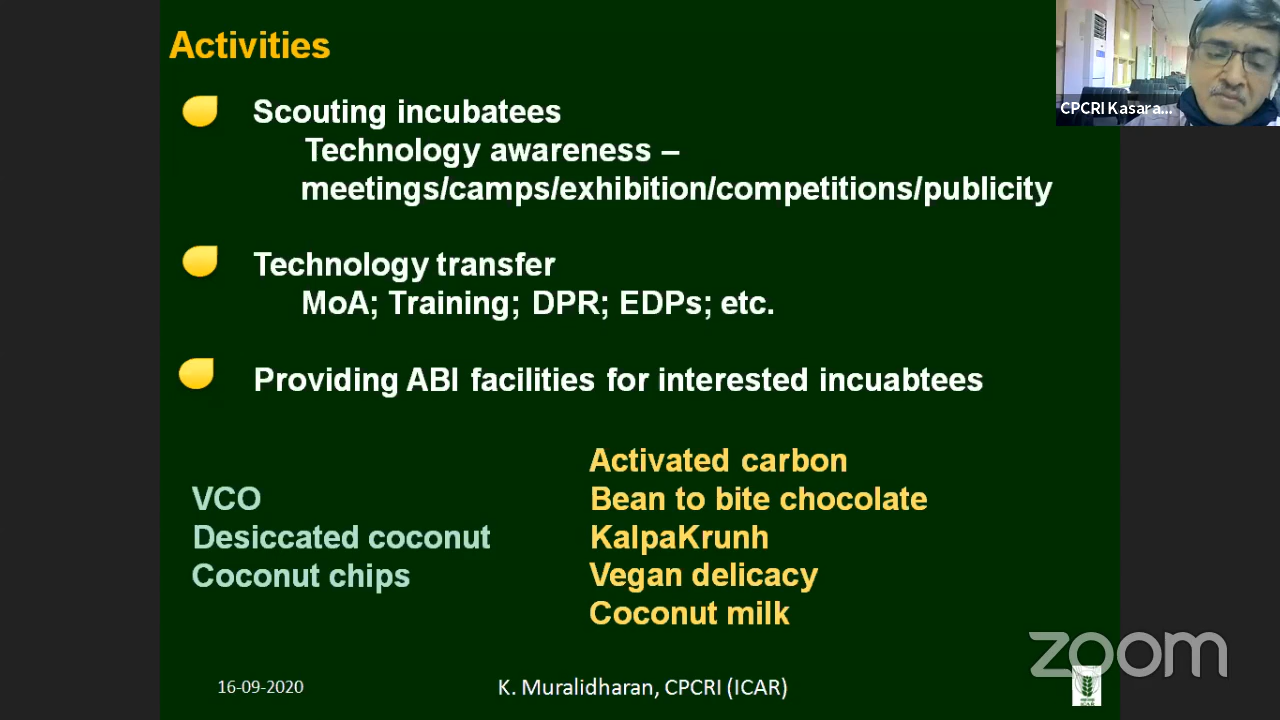 Activities
Scouting incubatees
Technology awareness –
meetings/camps/exhibition/competitions/publicity
Technology transfer
MoA; Training; DPR; EDPs; etc.
Providing ABI facilities for interested incuabtees
VCO
Desiccated coconut
Coconut chips
Activated carbon
Bean to bite chocolate
KalpaKrunh
Vegan delicacy
Coconut milk
16-09-2020
K. Muralidharan, CPCRI (ICAR)
CPCRI Kasara...
zoom
ICAR